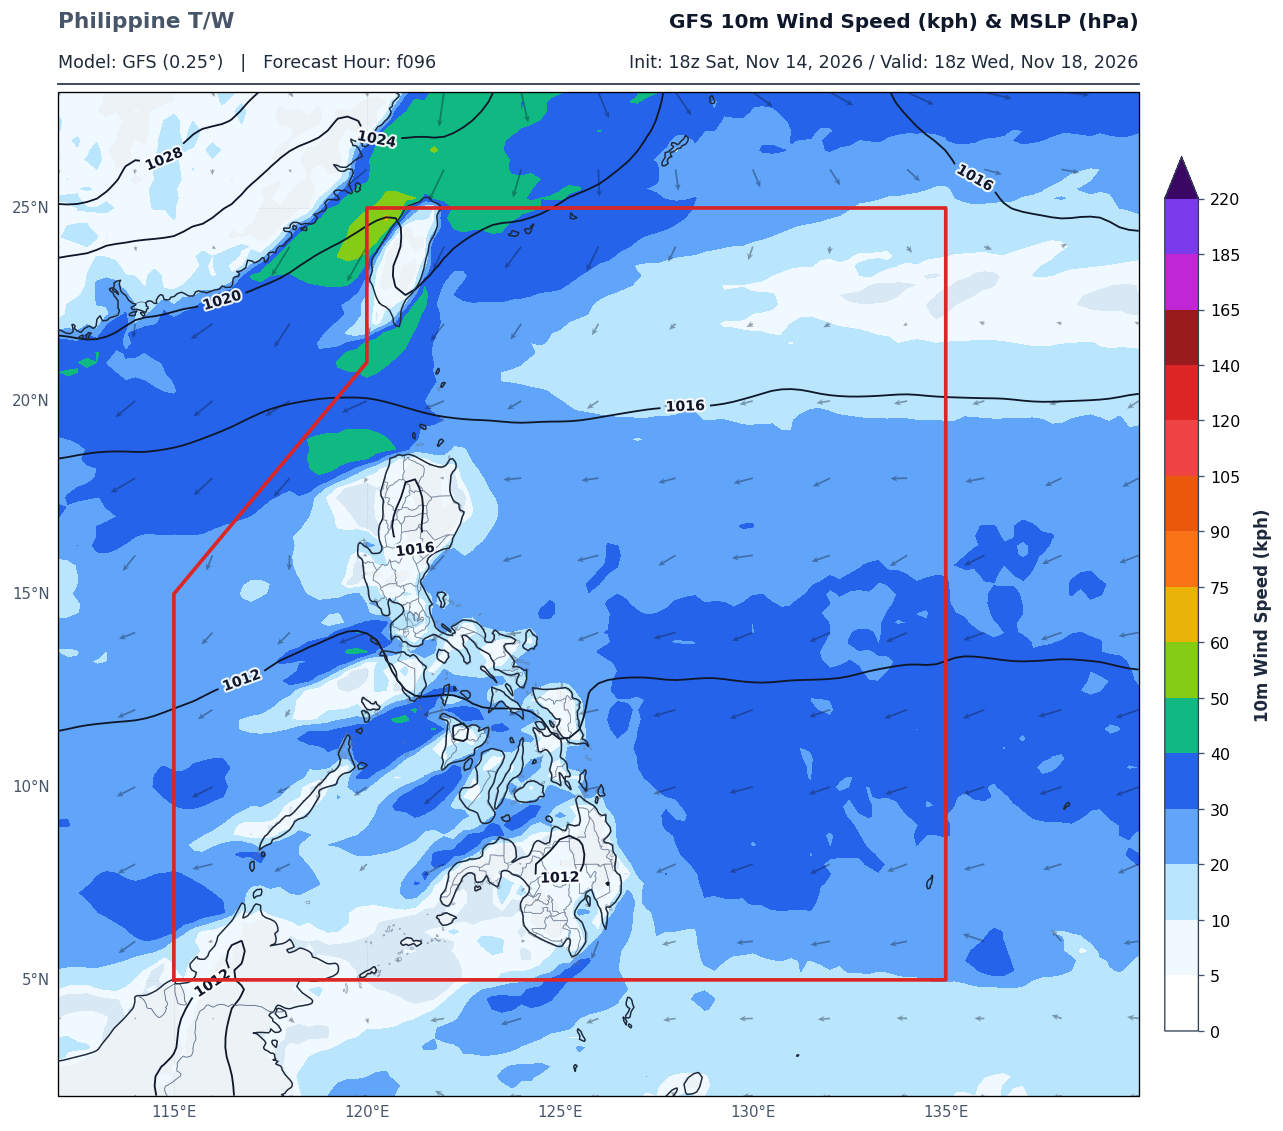 Philippine T/W
GFS 10m Wind Speed (kph) & MSLP (hPa)
Model: GFS (0.25°) | Forecast Hour: f096
Init: 18z Sat, Nov 14, 2026 / Valid: 18z Wed, Nov 18, 2026
1028
1024
1016
1020
1016
1016
1012
1012
1012
25°N
20°N
15°N
10°N
5°N
115°E
120°E
125°E
130°E
135°E
220
185
165
140
120
105
90
75
60
50
40
30
20
10
5
0
10m Wind Speed (kph)